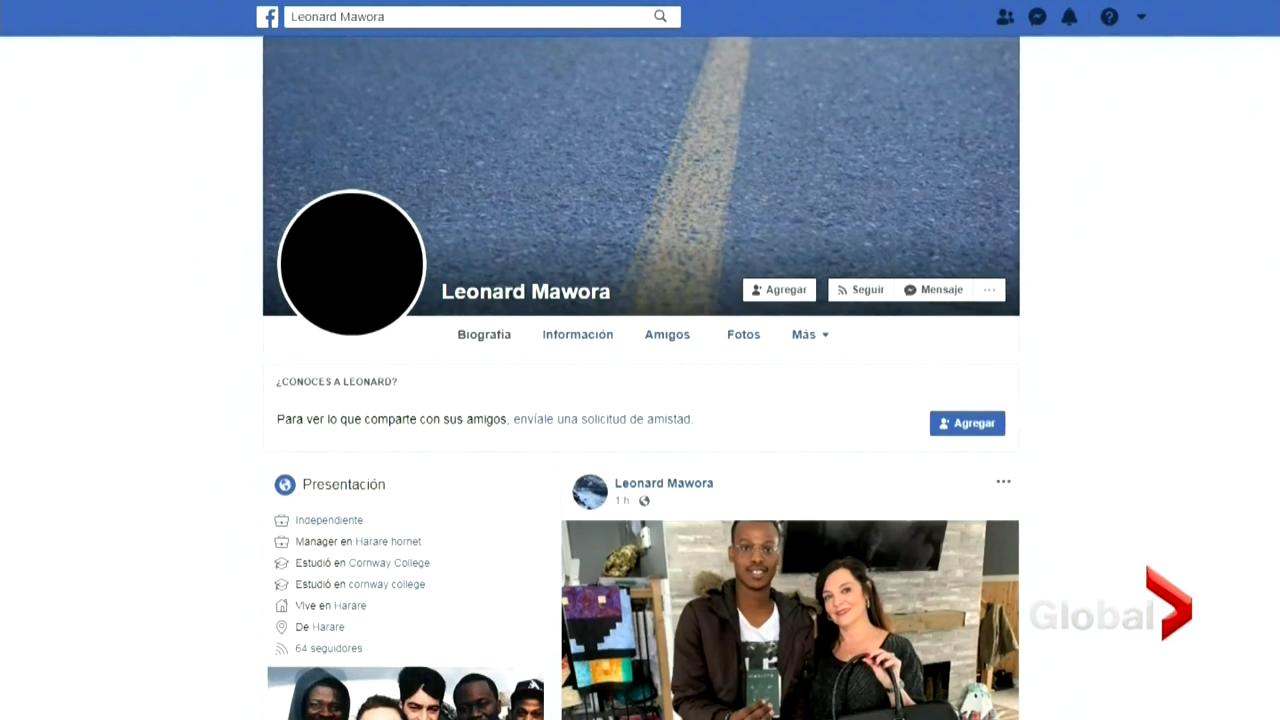 Leonard Mawora
Leonard Mawora
Agregar
Seguir
Mensaje
Biografía
Información
Amigos
Fotos
Más
¿CONOCES A LEONARD?
Para ver lo que comparte con sus amigos, envíale una solicitud de amistad.
Agregar
Presentación
Independiente
Manager en Harare hornet
Estudió en Cornway College
Estudió en cornway college
Vive en Harare
De Harare
64 seguidores
Leonard Mawora
1 h
Global